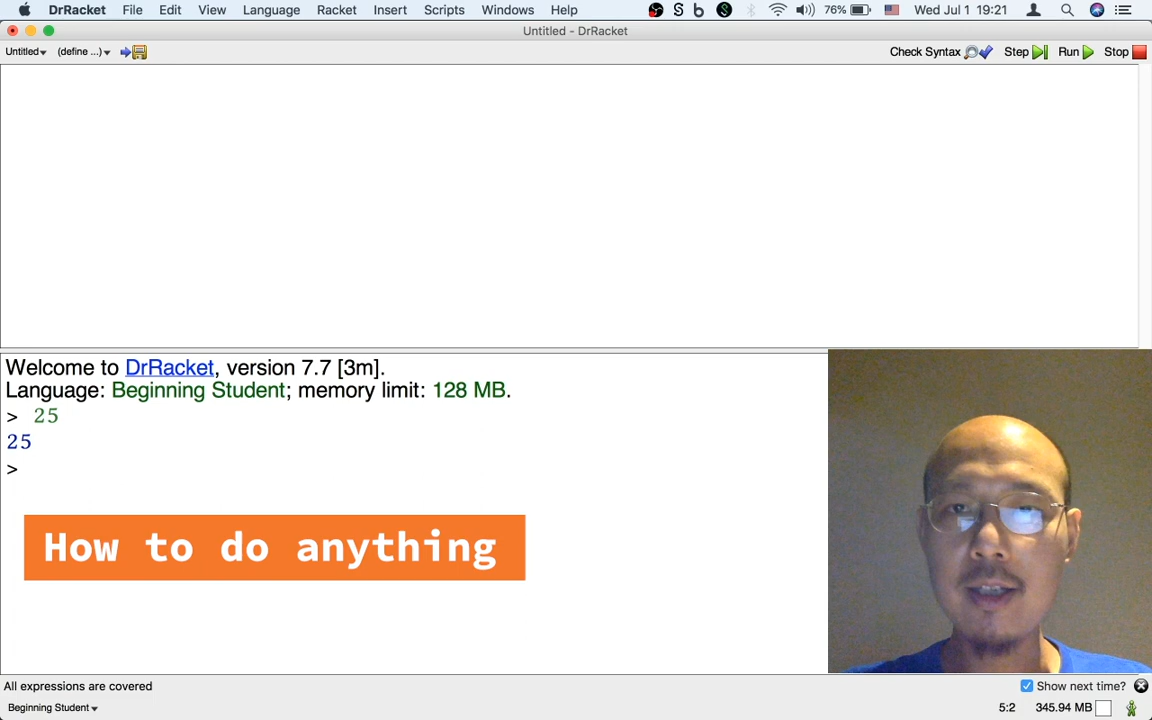 DrRacket File Edit View Language Racket Insert Scripts Windows Help 76% Wed Jul 1 19:21
Untitled - DrRacket
Untitled (define ...) Check Syntax Step Run Stop
Welcome to DrRacket, version 7.7 [3m].
Language: Beginning Student; memory limit: 128 MB.
> 25
25
>
How to do anything
All expressions are covered Show next time?
Beginning Student 5:2 345.94 MB